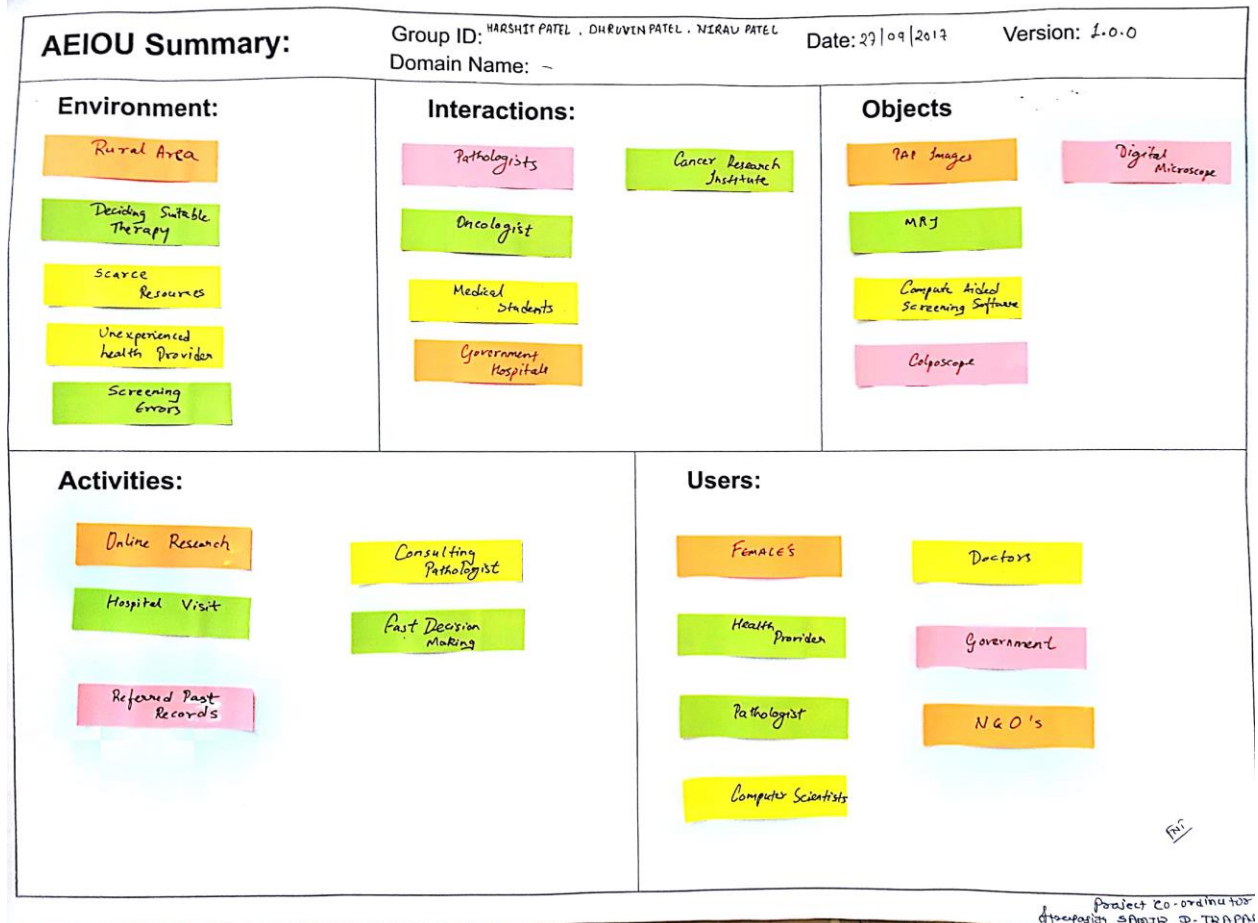 AEIOU Summary:
Group ID: HARSHIT PATEL , DHRUVIN PATEL , NIRAV PATEL
Domain Name: -
Date: 27/09/2017
Version: 1.0.0
Environment:
Rural Area
Deciding Suitable
Therapy
Scarce
Resources
Unexperienced
health Provider
Screening
Errors
Interactions:
Pathologists
Oncologist
Medical
Students
Government
Hospitals
Cancer Research
Institute
Objects
PAP Images
MRI
Compute Aided
Screening Software
Colposcope
Digital
Microscope
Activities:
Online Research
Hospital Visit
Referred Past
Records
Consulting
Pathologist
Fast Decision
Making
Users:
FEMALE'S
Health
Provider
Pathologist
Computer Scientists
Doctors
Government
NGO's
Project Co-ordinator